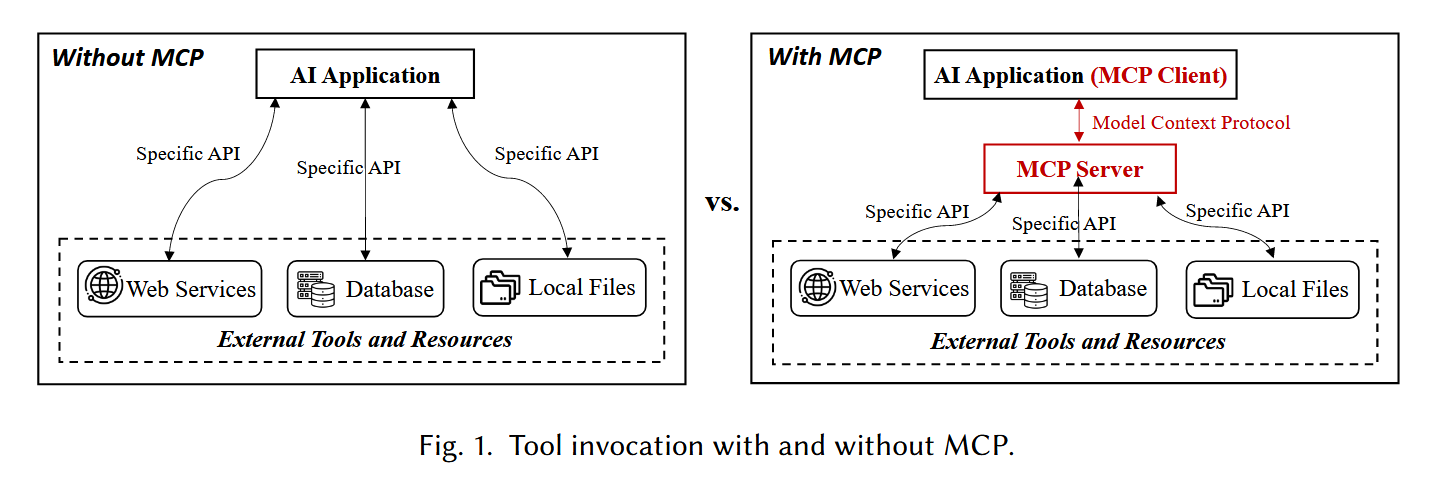 Without MCP
AI Application
Specific API
Specific API
Specific API
Web Services
Database
Local Files
External Tools and Resources
vs.
With MCP
AI Application (MCP Client)
Model Context Protocol
MCP Server
Specific API
Specific API
Specific API
Web Services
Database
Local Files
External Tools and Resources
Fig. 1. Tool invocation with and without MCP.